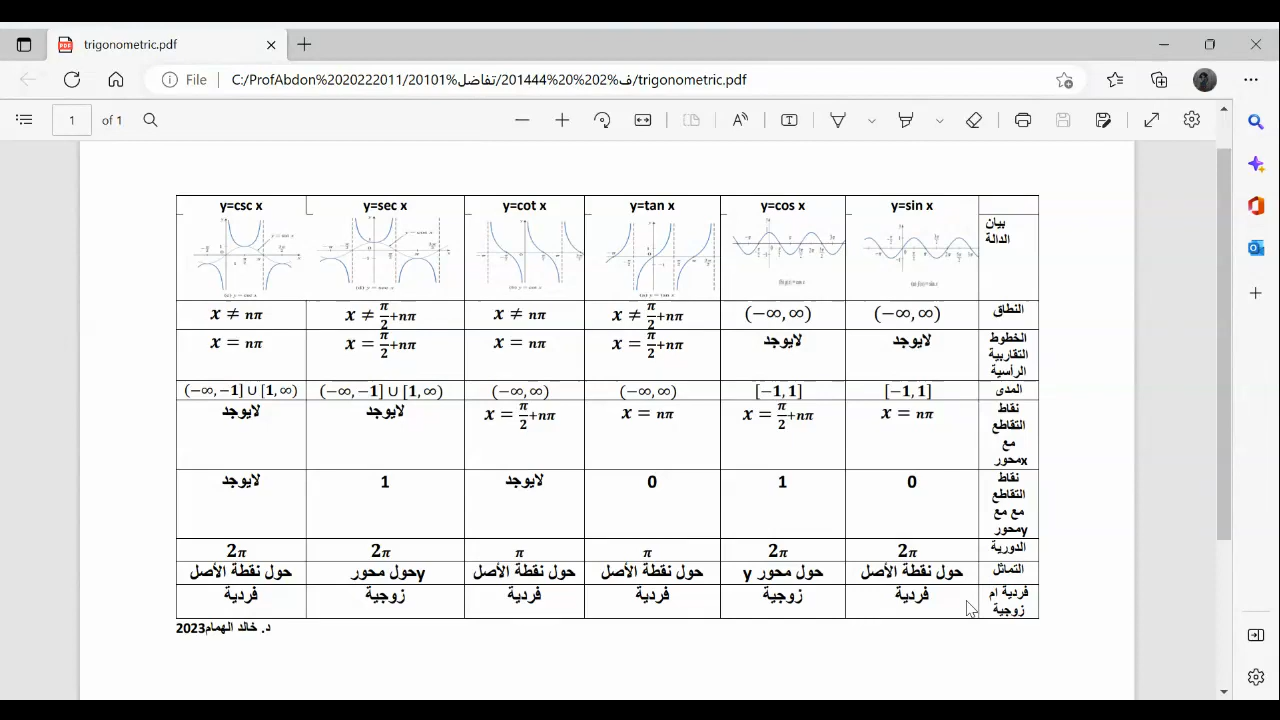 trigonometric.pdf
File C:/ProfAbdon%2020222011/20101%تفاضل/201444%20%202%ف/trigonometric.pdf
1 of 1
y=csc x y=sec x y=cot x y=tan x y=cos x y=sin x
بيان الدالة
النطاق (−∞, ∞) (−∞, ∞) x ≠ π/2+nπ x ≠ nπ x ≠ π/2+nπ x ≠ nπ
الخطوط التقاربية الرأسية لايوجد لايوجد x = π/2+nπ x = nπ x = π/2+nπ x = nπ
المدى [−1, 1] [−1, 1] (−∞, ∞) (−∞, ∞) (−∞, −1] ∪ [1, ∞) (−∞, −1] ∪ [1, ∞)
نقاط التقاطع مع محورx x = nπ x = π/2+nπ x = nπ x = π/2+nπ لايوجد لايوجد
نقاط التقاطع مع مع محورy 0 1 0 لايوجد 1 لايوجد
الدورية 2π 2π π π 2π 2π
التماثل حول نقطة الأصل حول محور y حول نقطة الأصل حول نقطة الأصل حول محورy حول نقطة الأصل
فردية ام زوجية فردية زوجية فردية فردية زوجية فردية
د. خالد الهمام2023